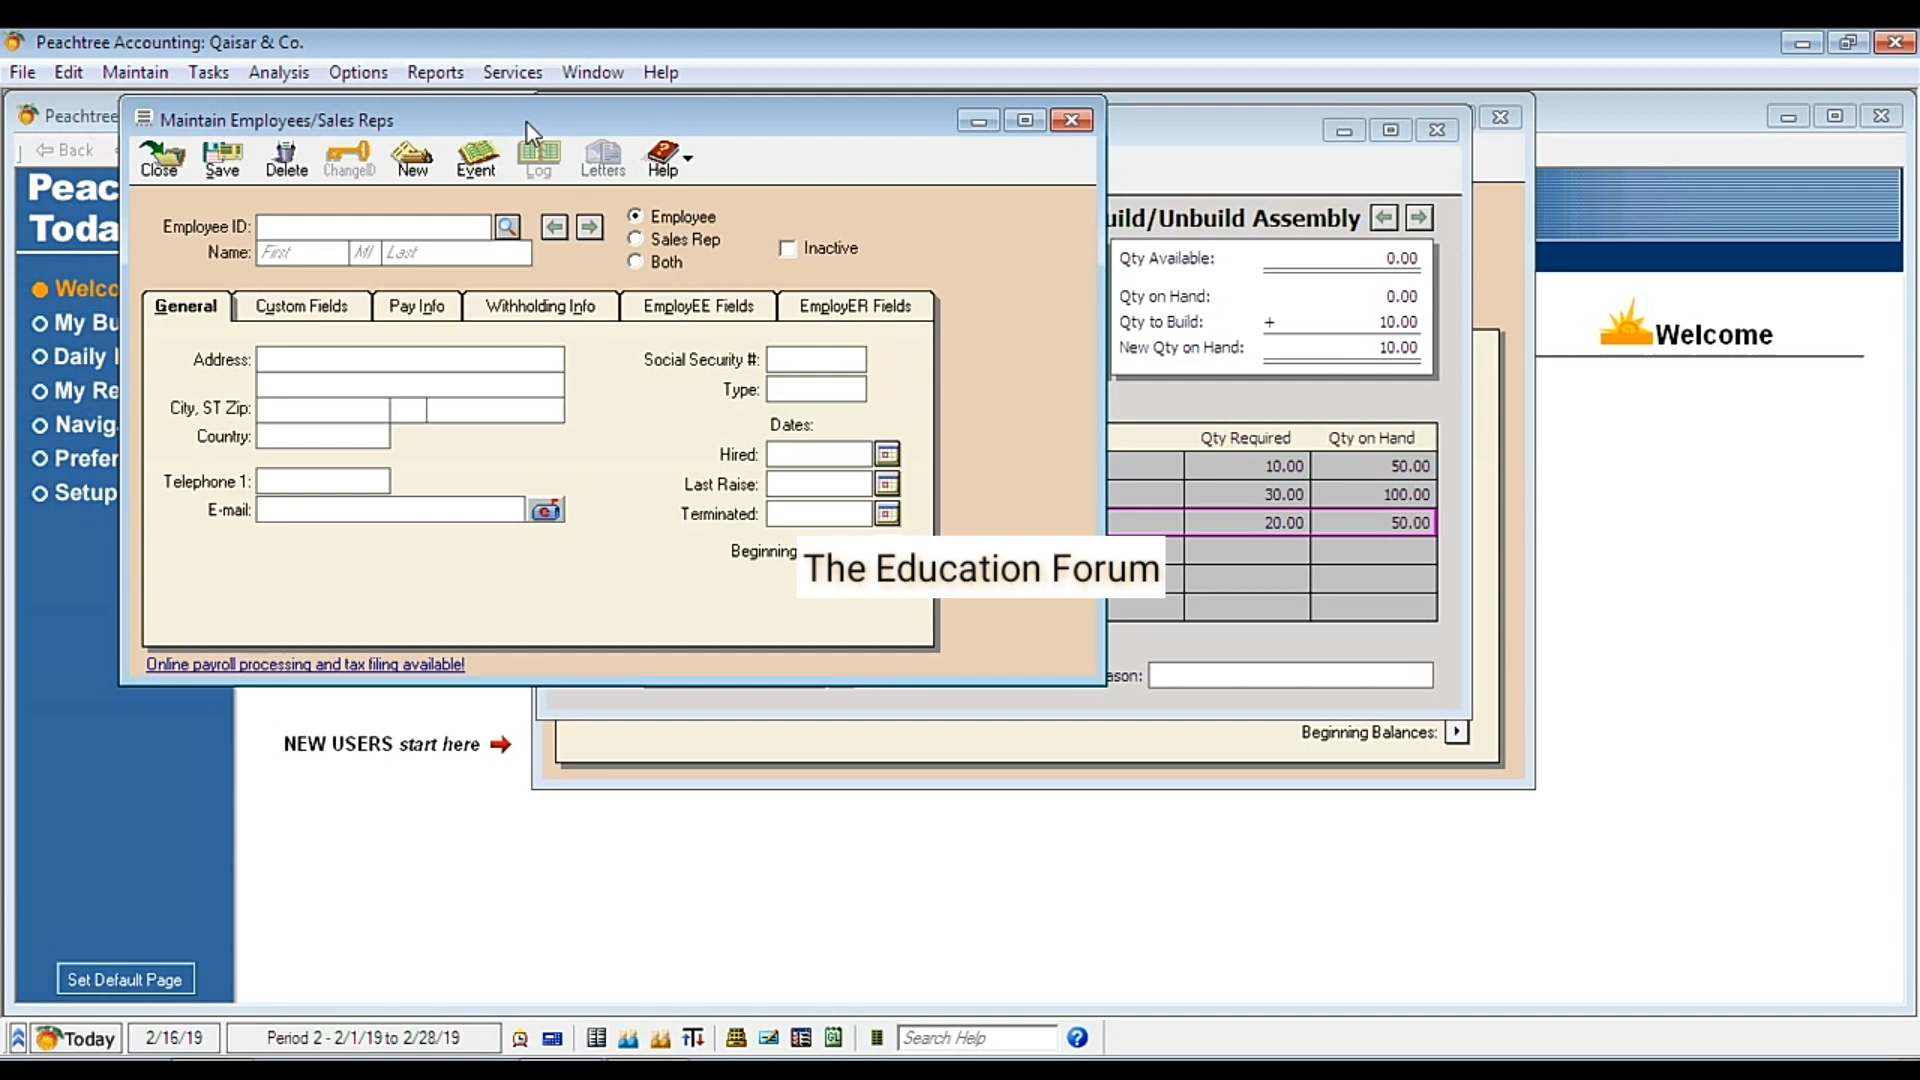 Peachtree Accounting: Qaisar & Co.
File Edit Maintain Tasks Analysis Options Reports Services Window Help
Peachtree
Maintain Employees/Sales Reps
Back
Close Save Delete ChangeID New Event Log Letters Help
Employee ID:
Name: First MI Last
Employee
Sales Rep
Both
Inactive
General Custom Fields Pay Info Withholding Info EmployEE Fields EmployER Fields
Address:
City, ST Zip:
Country:
Telephone 1:
E-mail:
Social Security #:
Type:
Dates:
Hired:
Last Raise:
Terminated:
Beginning
The Education Forum
Online payroll processing and tax filing available!
uild/Unbuild Assembly
Qty Available: 0.00
Qty on Hand: 0.00
Qty to Build: + 10.00
New Qty on Hand: 10.00
Qty Required Qty on Hand
10.00 50.00
30.00 100.00
20.00 50.00
ason:
Beginning Balances:
Peac
Toda
Welco
My Bu
Daily
My Re
Navig
Prefer
Setup
Welcome
NEW USERS start here
Set Default Page
Today 2/16/19 Period 2 - 2/1/19 to 2/28/19 GL Search Help